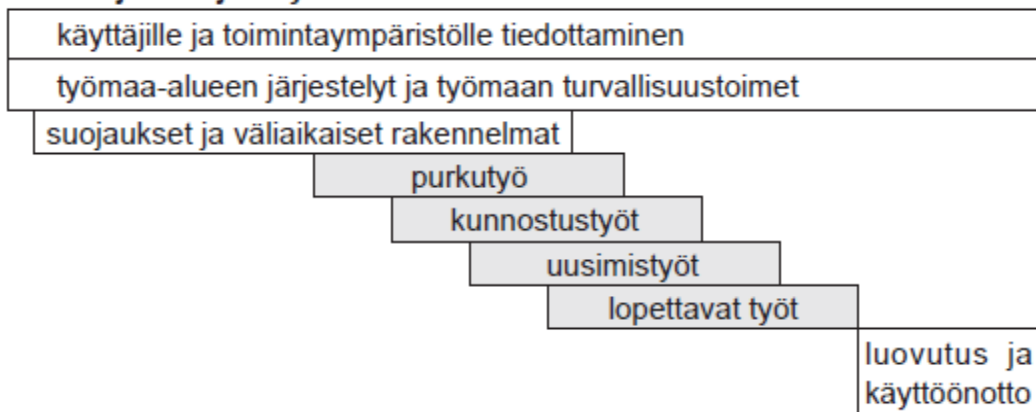 käyttäjille ja toimintaympäristölle tiedottaminen
työmaa-alueen järjestelyt ja työmaan turvallisuustoimet
suojaukset ja väliaikaiset rakennelmat
purkutyö
kunnostustyöt
uusimistyöt
lopettavat työt
luovutus ja
käyttöönotto